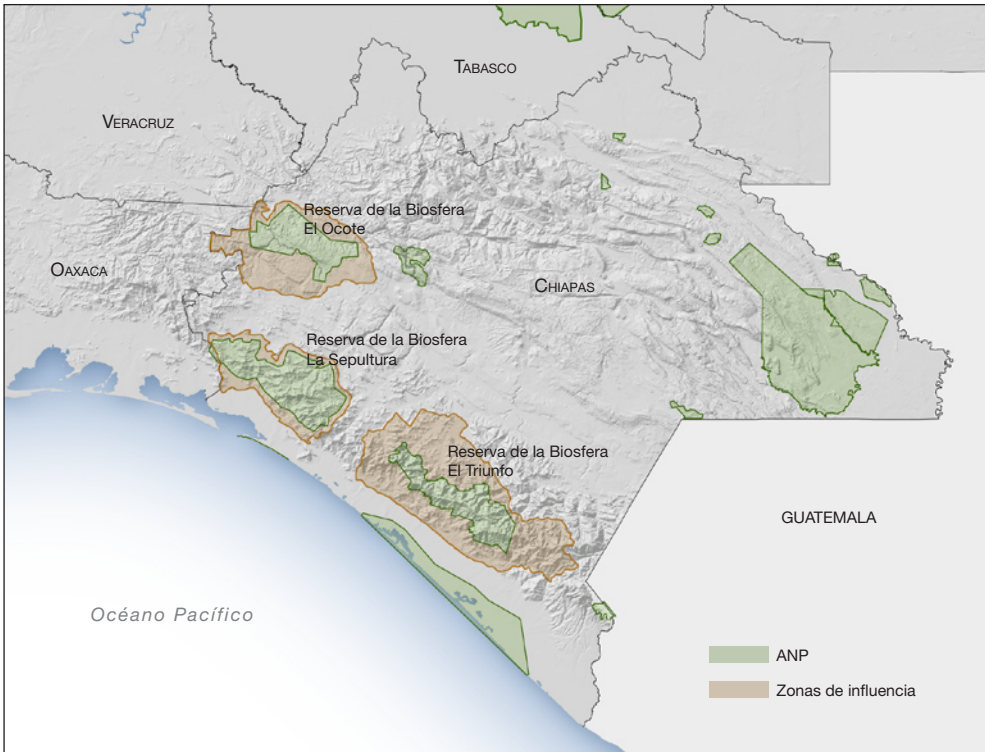 TABASCO
VERACRUZ
Reserva de la Biosfera
El Ocote
OAXACA
CHIAPAS
Reserva de la Biosfera
La Sepultura
Reserva de la Biosfera
El Triunfo
GUATEMALA
Océano Pacífico
ANP
Zonas de influencia